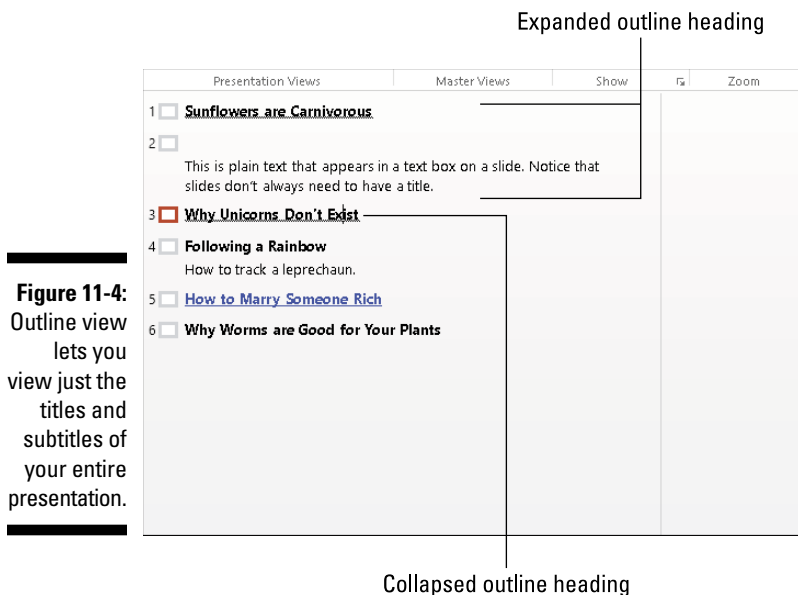 Expanded outline heading
Presentation Views Master Views Show Zoom
1 Sunflowers are Carnivorous
2
This is plain text that appears in a text box on a slide. Notice that
slides don't always need to have a title.
3 Why Unicorns Don't Exist
4 Following a Rainbow
How to track a leprechaun.
5 How to Marry Someone Rich
6 Why Worms are Good for Your Plants
Figure 11-4:
Outline view
lets you
view just the
titles and
subtitles of
your entire
presentation.
Collapsed outline heading